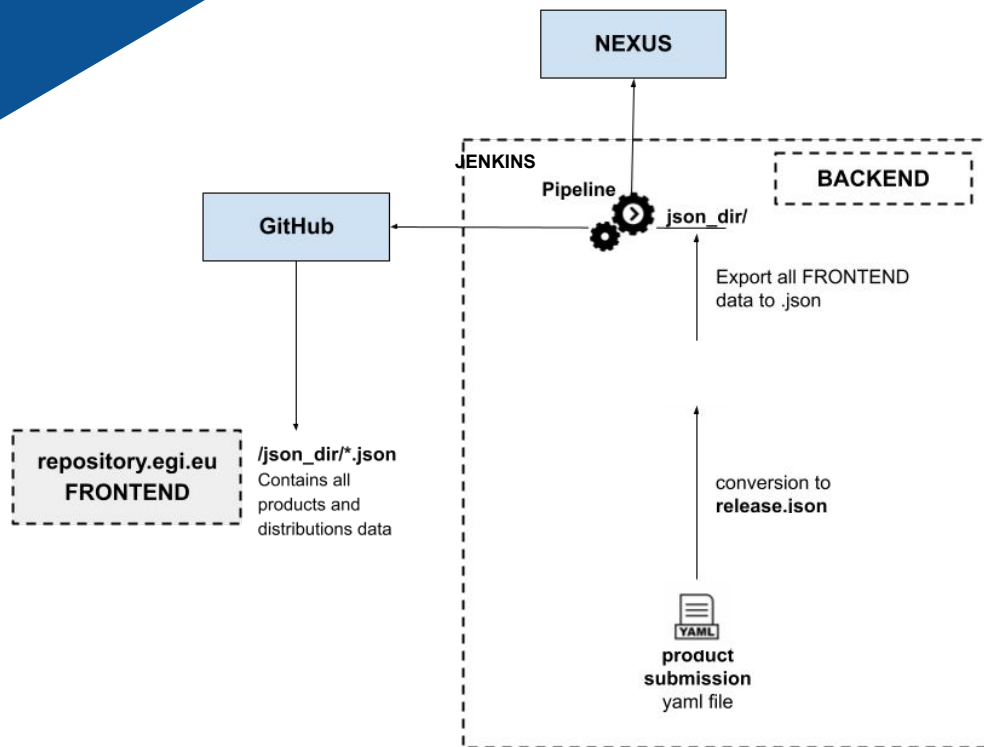 NEXUS
JENKINS
BACKEND
Pipeline
json_dir/
GitHub
Export all FRONTEND
data to .json
repository.egi.eu
FRONTEND
/json_dir/*.json
Contains all
products and
distributions data
conversion to
release.json
YAML
product
submission
yaml file